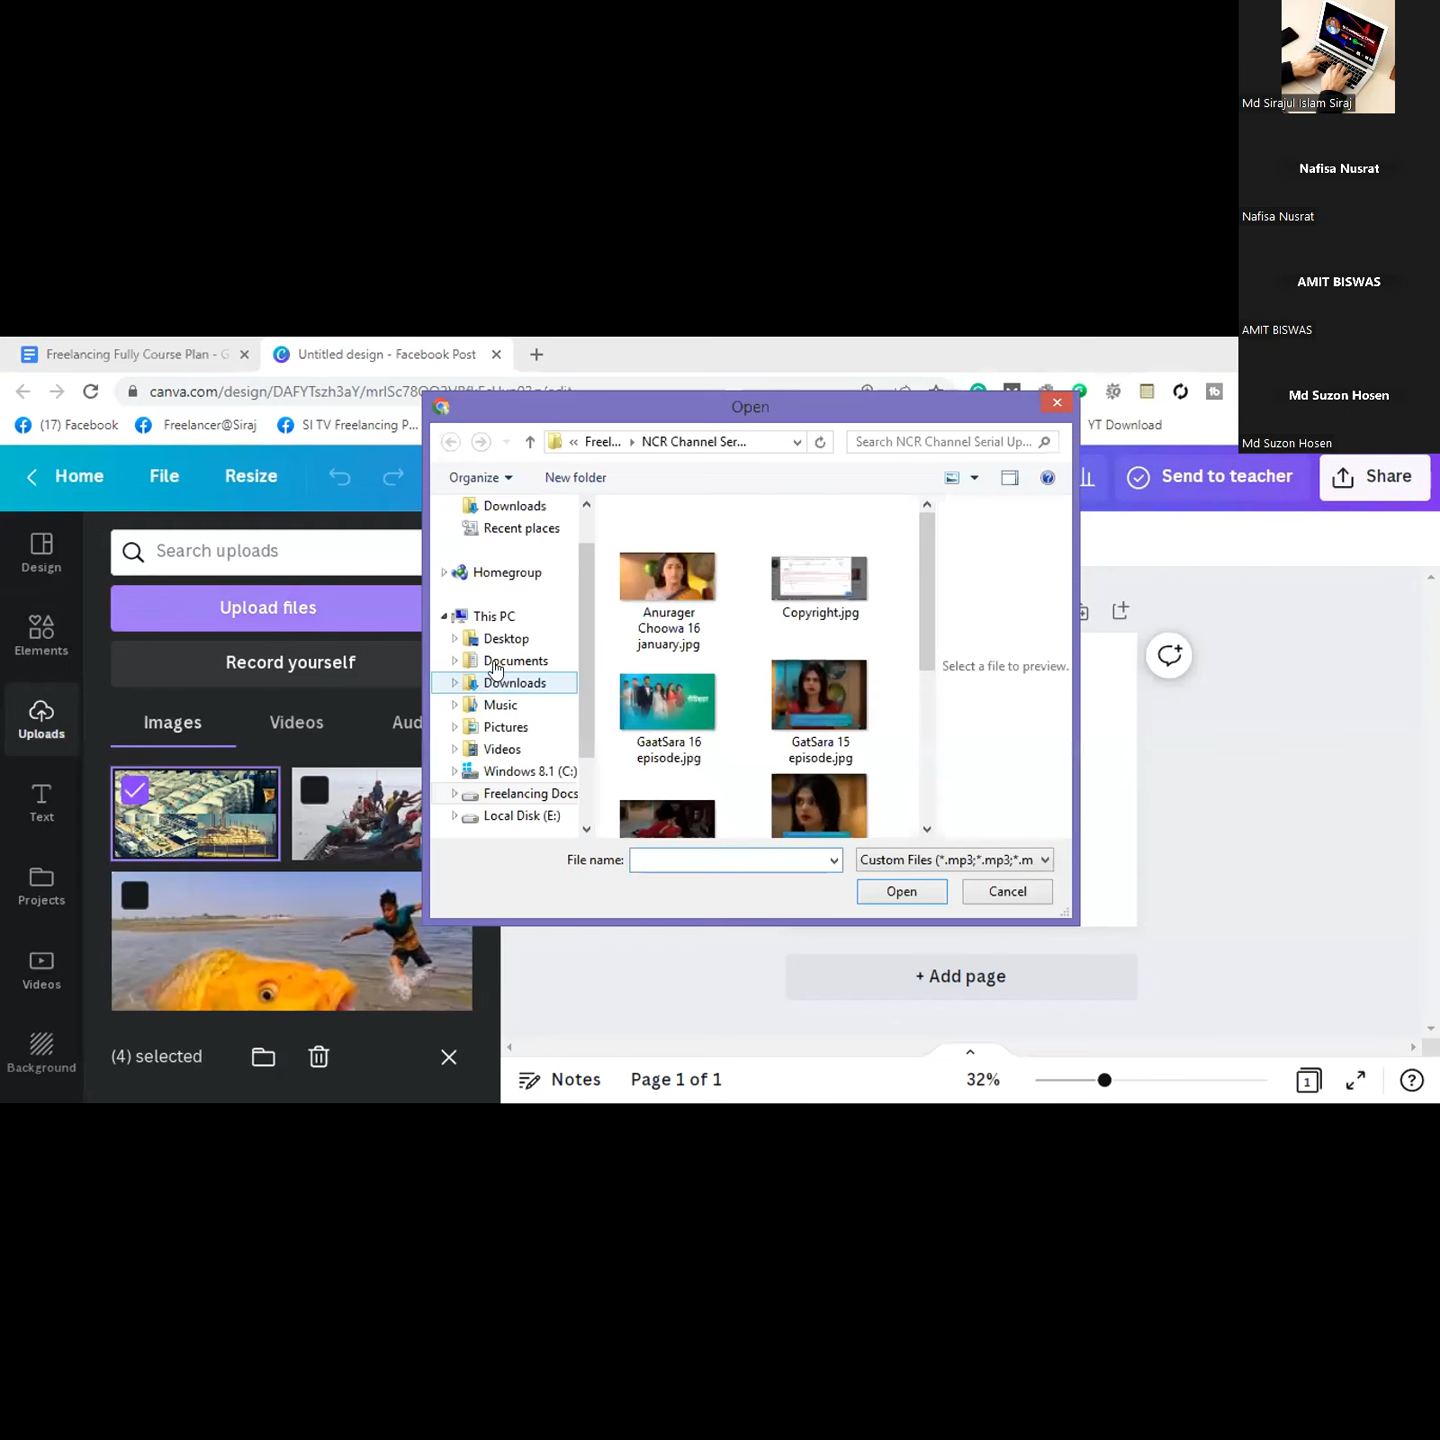 Md Sirajul Islam Siraj
Nafisa Nusrat
Nafisa Nusrat
AMIT BISWAS
AMIT BISWAS
Md Suzon Hosen
Md Suzon Hosen
Freelancing Fully Course Plan - G
Untitled design - Facebook Post
(17) Facebook
Freelancer@Siraj
SI TV Freelancing P...
YT Download
Home
File
Resize
Send to teacher
Share
Open
« Freel...
NCR Channel Ser...
Search NCR Channel Serial Up...
Organize
New folder
Downloads
Recent places
Homegroup
This PC
Desktop
Documents
Downloads
Music
Pictures
Videos
Windows 8.1 (C:)
Freelancing Docs
Local Disk (E:)
Anurager
Choowa 16
january.jpg
Copyright.jpg
GaatSara 16
episode.jpg
GatSara 15
episode.jpg
Select a file to preview.
File name:
Custom Files (*.mp3;*.mp3;*.m
Open
Cancel
Design
Elements
Uploads
Text
Projects
Videos
Background
Search uploads
Upload files
Record yourself
Images
Videos
Aud
(4) selected
+ Add page
Notes
Page 1 of 1
32%
1